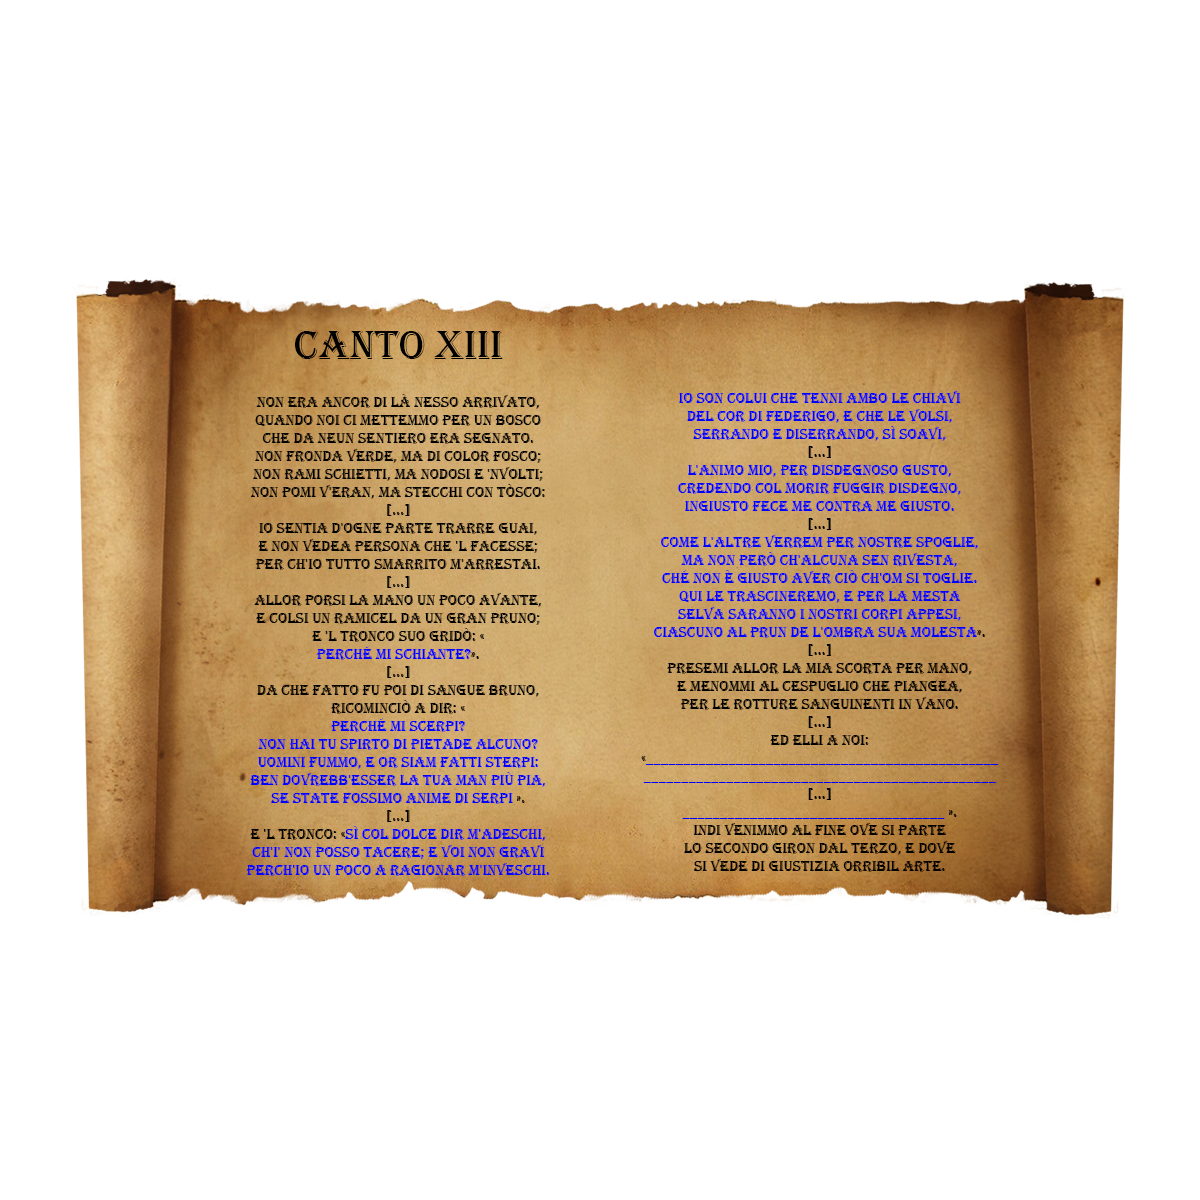 CANTO XIII
NON ERA ANCOR DI LÀ NESSO ARRIVATO,
QUANDO NOI CI METTEMMO PER UN BOSCO
CHE DA NEUN SENTIERO ERA SEGNATO.
NON FRONDA VERDE, MA DI COLOR FOSCO;
NON RAMI SCHIETTI, MA NODOSI E 'NVOLTI;
NON POMI V'ERAN, MA STECCHI CON TÒSCO:
[...]
IO SENTIA D'OGNE PARTE TRARRE GUAI,
E NON VEDEA PERSONA CHE 'L FACESSE;
PER CH'IO TUTTO SMARRITO M'ARRESTAI.
[...]
ALLOR PORSI LA MANO UN POCO AVANTE,
E COLSI UN RAMICEL DA UN GRAN PRUNO;
E 'L TRONCO SUO GRIDÒ: «
PERCHÉ MI SCHIANTE?».
[...]
DA CHE FATTO FU POI DI SANGUE BRUNO,
RICOMINCIÒ A DIR: «
PERCHÉ MI SCERPI?
NON HAI TU SPIRTO DI PIETADE ALCUNO?
UOMINI FUMMO, E OR SIAM FATTI STERPI:
BEN DOVREBB'ESSER LA TUA MAN PIÙ PIA,
SE STATE FOSSIMO ANIME DI SERPI ».
[...]
E 'L TRONCO: «SÌ COL DOLCE DIR M'ADESCHI,
CH'I' NON POSSO TACERE; E VOI NON GRAVI
PERCH'IO UN POCO A RAGIONAR M'INVESCHI.
IO SON COLUI CHE TENNI AMBO LE CHIAVI
DEL COR DI FEDERIGO, E CHE LE VOLSI,
SERRANDO E DISERRANDO, SÌ SOAVI,
[...]
L'ANIMO MIO, PER DISDEGNOSO GUSTO,
CREDENDO COL MORIR FUGGIR DISDEGNO,
INGIUSTO FECE ME CONTRA ME GIUSTO.
[...]
COME L'ALTRE VERREM PER NOSTRE SPOGLIE,
MA NON PERÒ CH'ALCUNA SEN RIVESTA,
CHÉ NON È GIUSTO AVER CIÒ CH'OM SI TOGLIE.
QUI LE TRASCINEREMO, E PER LA MESTA
SELVA SARANNO I NOSTRI CORPI APPESI,
CIASCUNO AL PRUN DE L'OMBRA SUA MOLESTA».
[...]
PRESEMI ALLOR LA MIA SCORTA PER MANO,
E MENOMMI AL CESPUGLIO CHE PIANGEA,
PER LE ROTTURE SANGUINENTI IN VANO.
[...]
ED ELLI A NOI:
«_______________________________________________
_______________________________________________
[...]
___________________________________ ».
INDI VENIMMO AL FINE OVE SI PARTE
LO SECONDO GIRON DAL TERZO, E DOVE
SI VEDE DI GIUSTIZIA ORRIBIL ARTE.